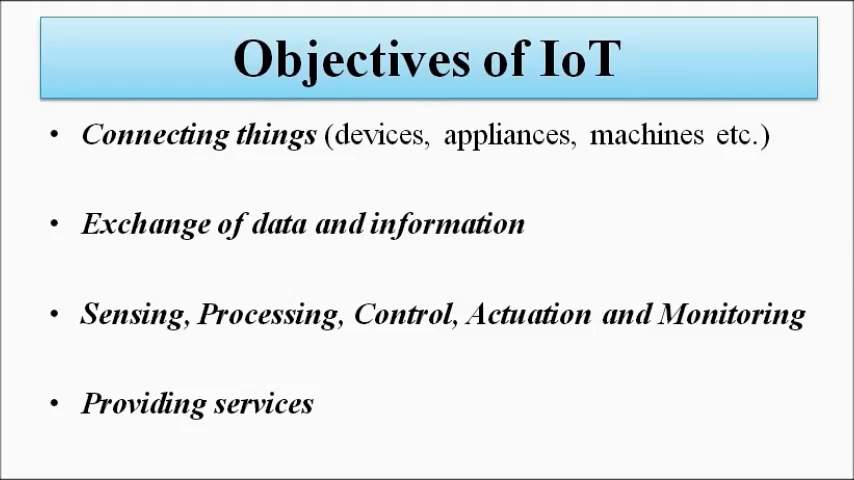 Objectives of IoT
• Connecting things (devices, appliances, machines etc.)
• Exchange of data and information
• Sensing, Processing, Control, Actuation and Monitoring
• Providing services